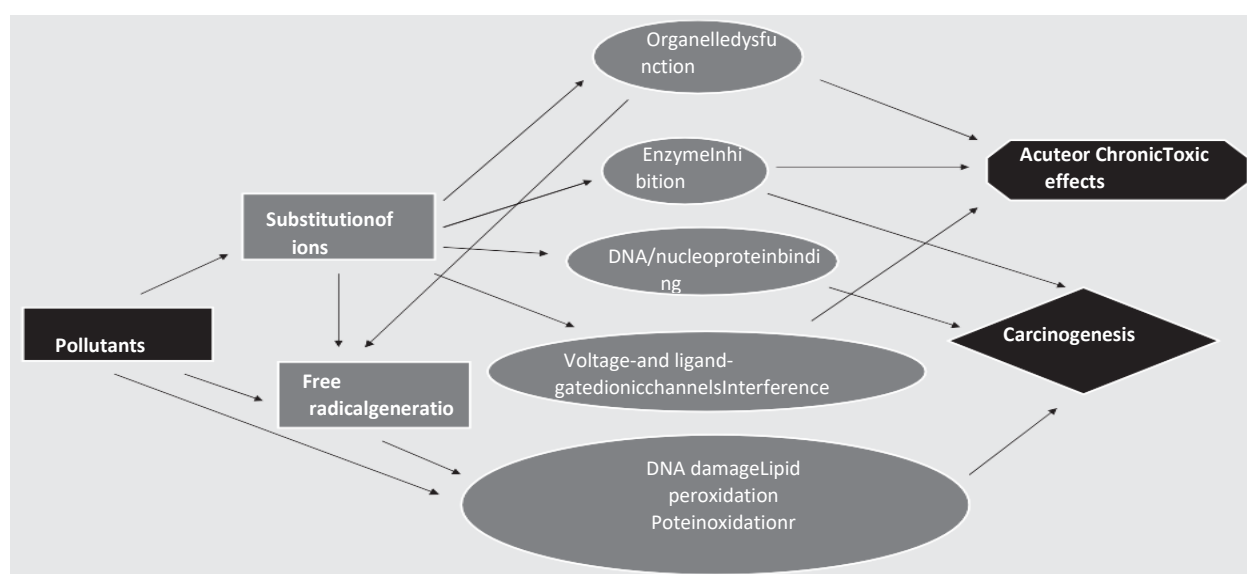 Organelledysfu
nction
EnzymeInhi
bition
Acuteor ChronicToxic
effects
Substitutionof
ions
DNA/nucleoproteinbindi
ng
Pollutants
Carcinogenesis
Voltage-and ligand-
gatedionicchannelsInterference
Free
radicalgeneratio
DNA damageLipid
peroxidation
Poteinoxidationr